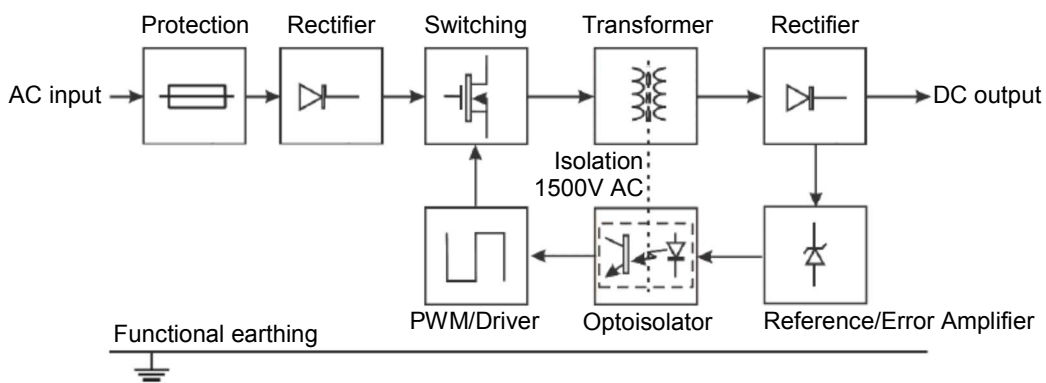 Protection
Rectifier
Switching
Transformer
Rectifier
AC input
DC output
Isolation
1500V AC
PWM/Driver
Optoisolator
Reference/Error Amplifier
Functional earthing